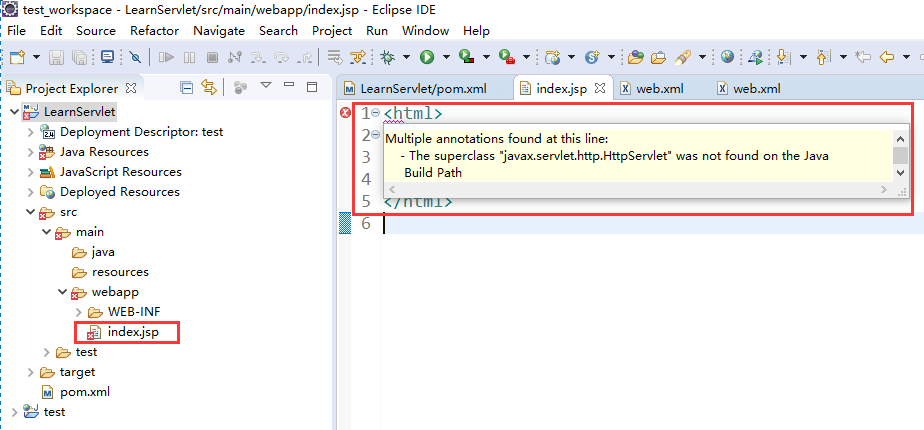 test_workspace - LearnServlet/src/main/webapp/index.jsp - Eclipse IDE
File Edit Source Refactor Navigate Search Project Run Window Help
Project Explorer
LearnServlet/pom.xml index.jsp web.xml web.xml
LearnServlet
Deployment Descriptor: test
Java Resources
JavaScript Resources
Deployed Resources
src
main
java
resources
webapp
WEB-INF
index.jsp
test
target
pom.xml
test
1 <html>
2
3
4
5 </html>
6
Multiple annotations found at this line:
- The superclass "javax.servlet.http.HttpServlet" was not found on the Java
Build Path